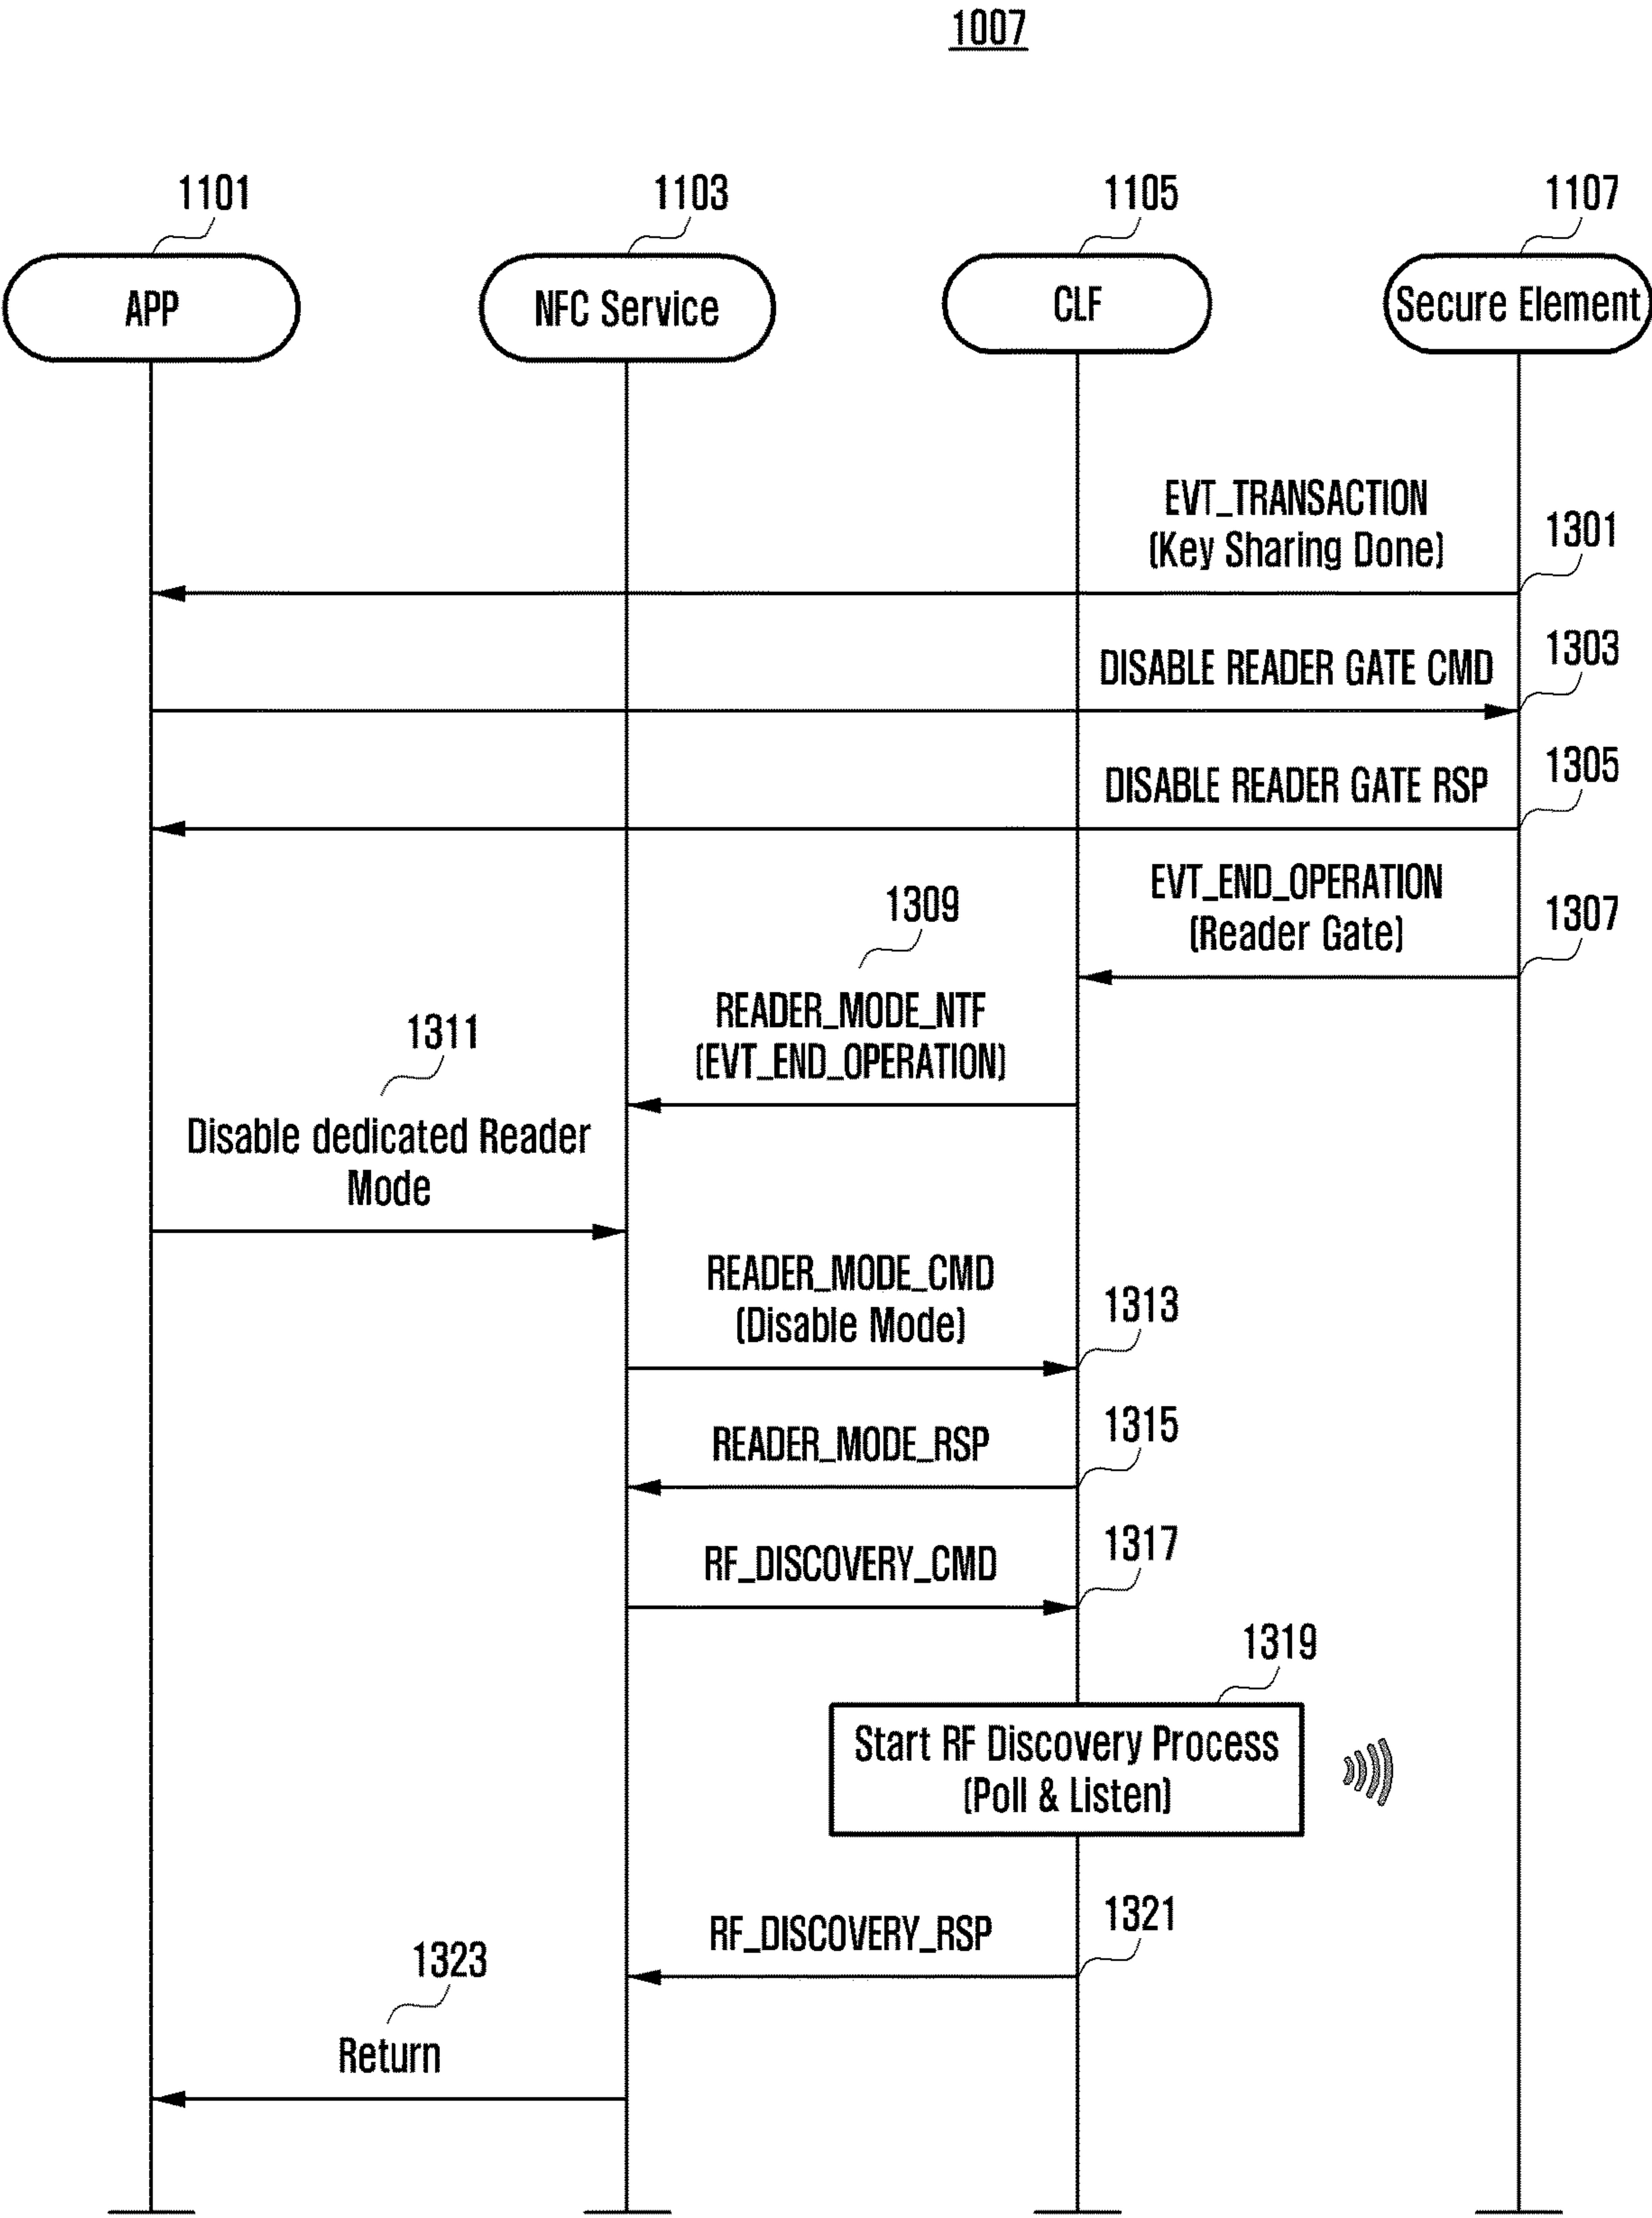 1007
1101
1103
1105
1107
APP
NFC Service
CLF
Secure Element
EVT_TRANSACTION
(Key Sharing Done)
1301
DISABLE READER GATE CMD
1303
DISABLE READER GATE RSP
1305
EVT_END_OPERATION
(Reader Gate)
1307
1309
READER_MODE_NTF
(EVT_END_OPERATION)
1311
Disable dedicated Reader
Mode
READER_MODE_CMD
(Disable Mode)
1313
READER_MODE_RSP
1315
RF_DISCOVERY_CMD
1317
1319
Start RF Discovery Process
(Poll & Listen)
RF_DISCOVERY_RSP
1321
1323
Return